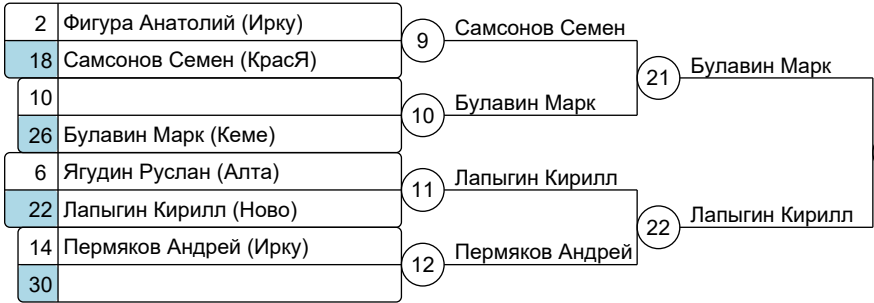 2 Фигура Анатолий (Ирку)
18 Самсонов Семен (КрасЯ)
9 Самсонов Семен
10
26 Булавин Марк (Кеме)
10 Булавин Марк
21 Булавин Марк
6 Ягудин Руслан (Алта)
22 Лапыгин Кирилл (Ново)
11 Лапыгин Кирилл
14 Пермяков Андрей (Ирку)
30
12 Пермяков Андрей
22 Лапыгин Кирилл